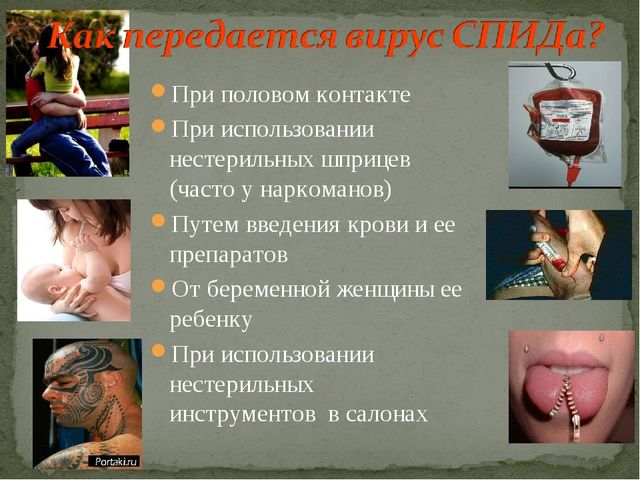 Как передается вирус СПИДа?
При половом контакте
При использовании
нестерильных шприцев
(часто у наркоманов)
Путем введения крови и ее
препаратов
От беременной женщины ее
ребенку
При использовании
нестерильных
инструментов в салонах
Portaki.ru